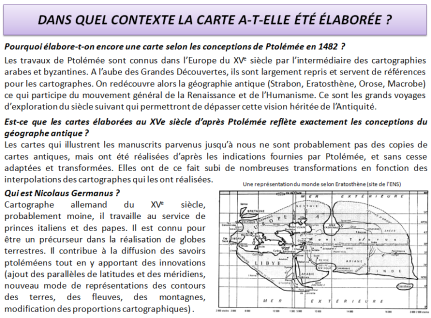 DANS QUEL CONTEXTE LA CARTE A-T-ELLE ÉTÉ ÉLABORÉE ?
Pourquoi élabore-t-on encore une carte selon les conceptions de Ptolémée en 1482 ?
Les travaux de Ptolémée sont connus dans l'Europe du XVe siècle par l'intermédiaire des cartographies
arabes et byzantines. A l'aube des Grandes Découvertes, ils sont largement repris et servent de références
pour les cartographes. On redécouvre alors la géographie antique (Strabon, Eratosthène, Orose, Macrobe)
ce qui participe du mouvement général de la Renaissance et de l'Humanisme. Ce sont les grands voyages
d'exploration du siècle suivant qui permettront de dépasser cette vision héritée de l'Antiquité.
Est-ce que les cartes élaborées au XVe siècle d'après Ptolémée reflète exactement les conceptions du
géographe antique ?
Les cartes qui illustrent les manuscrits parvenus jusqu'à nous ne sont probablement pas des copies de
cartes antiques, mais ont été réalisées d'après les indications fournies par Ptolémée, et sans cesse
adaptées et transformées. Elles ont de ce fait subi de nombreuses transformation en fonction des
interpolations des cartographes qui les ont réalisées.
Qui est Nicolaus Germanus ?
Cartographe allemand du XVe siècle,
probablement moine, il travaille au service de
princes italiens et des papes. Il est connu pour
être un précurseur dans la réalisation de globes
terrestres. Il contribue à la diffusion des savoirs
ptoléméens tout en y apportant des innovations
(ajout des parallèles de latitudes et des méridiens,
nouveau mode de représentations des contours
des terres, des fleuves, des montagnes,
modification des proportions cartographiques) .
Une représentation du monde selon Eratosthène (site de l'ENS)
MER EXTERIEURE
LIBYE
MER EXTERIEURE